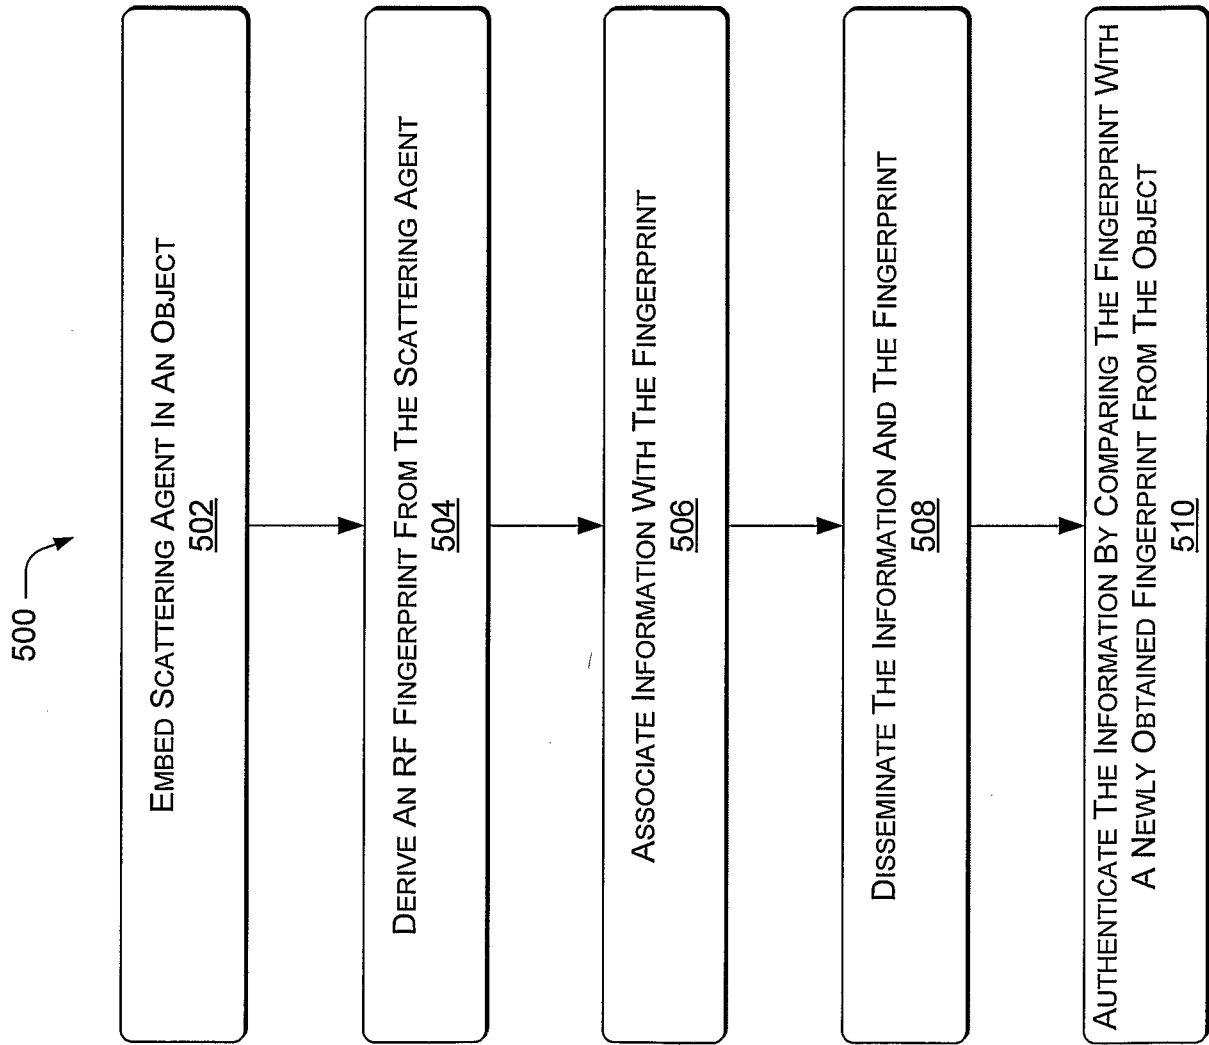 500
EMBED SCATTERING AGENT IN AN OBJECT
502
DERIVE AN RF FINGERPRINT FROM THE SCATTERING AGENT
504
ASSOCIATE INFORMATION WITH THE FINGERPRINT
506
DISSEMINATE THE INFORMATION AND THE FINGERPRINT
508
AUTHENTICATE THE INFORMATION BY COMPARING THE FINGERPRINT WITH
A NEWLY OBTAINED FINGERPRINT FROM THE OBJECT
510